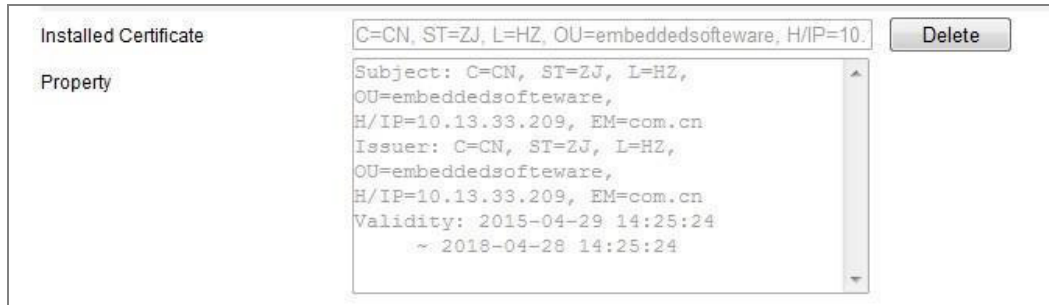 Installed Certificate
C=CN, ST=ZJ, L=HZ, OU=embeddedsofteware, H/IP=10.
Delete
Property
Subject: C=CN, ST=ZJ, L=HZ,
OU=embeddedsofteware,
H/IP=10.13.33.209, EM=com.cn
Issuer: C=CN, ST=ZJ, L=HZ,
OU=embeddedsofteware,
H/IP=10.13.33.209, EM=com.cn
Validity: 2015-04-29 14:25:24
~ 2018-04-28 14:25:24